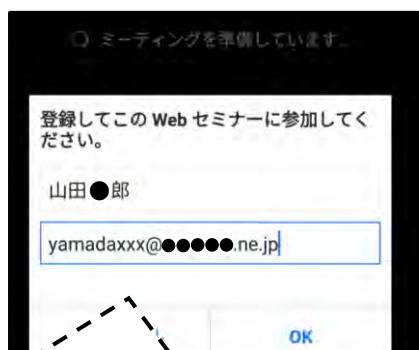 ミーティングを準備しています...
登録してこの Web セミナーに参加してく
ださい。
山田●郎
yamadaxxx@●●●●●.ne.jp
OK